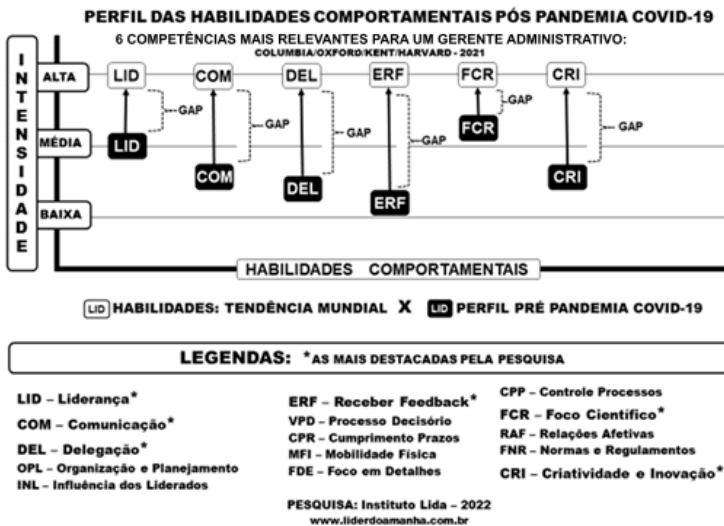 PERFIL DAS HABILIDADES COMPORTAMENTAIS PÓS PANDEMIA COVID-19
6 COMPETÊNCIAS MAIS RELEVANTES PARA UM GERENTE ADMINISTRATIVO:
COLUMBIA/OXFORD/KENT/HARVARD - 2021
INTENSIDADE
ALTA
LID COM DEL ERF FCR CRI
GAP GAP GAP GAP GAP GAP
MÉDIA
LID COM DEL ERF FCR CRI
BAIXA
HABILIDADES COMPORTAMENTAIS
LID HABILIDADES: TENDÊNCIA MUNDIAL X LID PERFIL PRÉ PANDEMIA COVID-19
LEGENDAS: *AS MAIS DESTACADAS PELA PESQUISA
LID – Liderança*
COM – Comunicação*
DEL – Delegação*
OPL – Organização e Planejamento
INL – Influência dos Liderados
ERF – Receber Feedback*
VPD – Processo Decisório
CPR – Cumprimento Prazos
MFI – Mobilidade Física
FDE – Foco em Detalhes
CPP – Controle Processos
FCR – Foco Científico*
RAF – Relações Afetivas
FNR – Normas e Regulamentos
CRI – Criatividade e Inovação*
PESQUISA: Instituto Lida – 2022
www.liderdoamanha.com.br